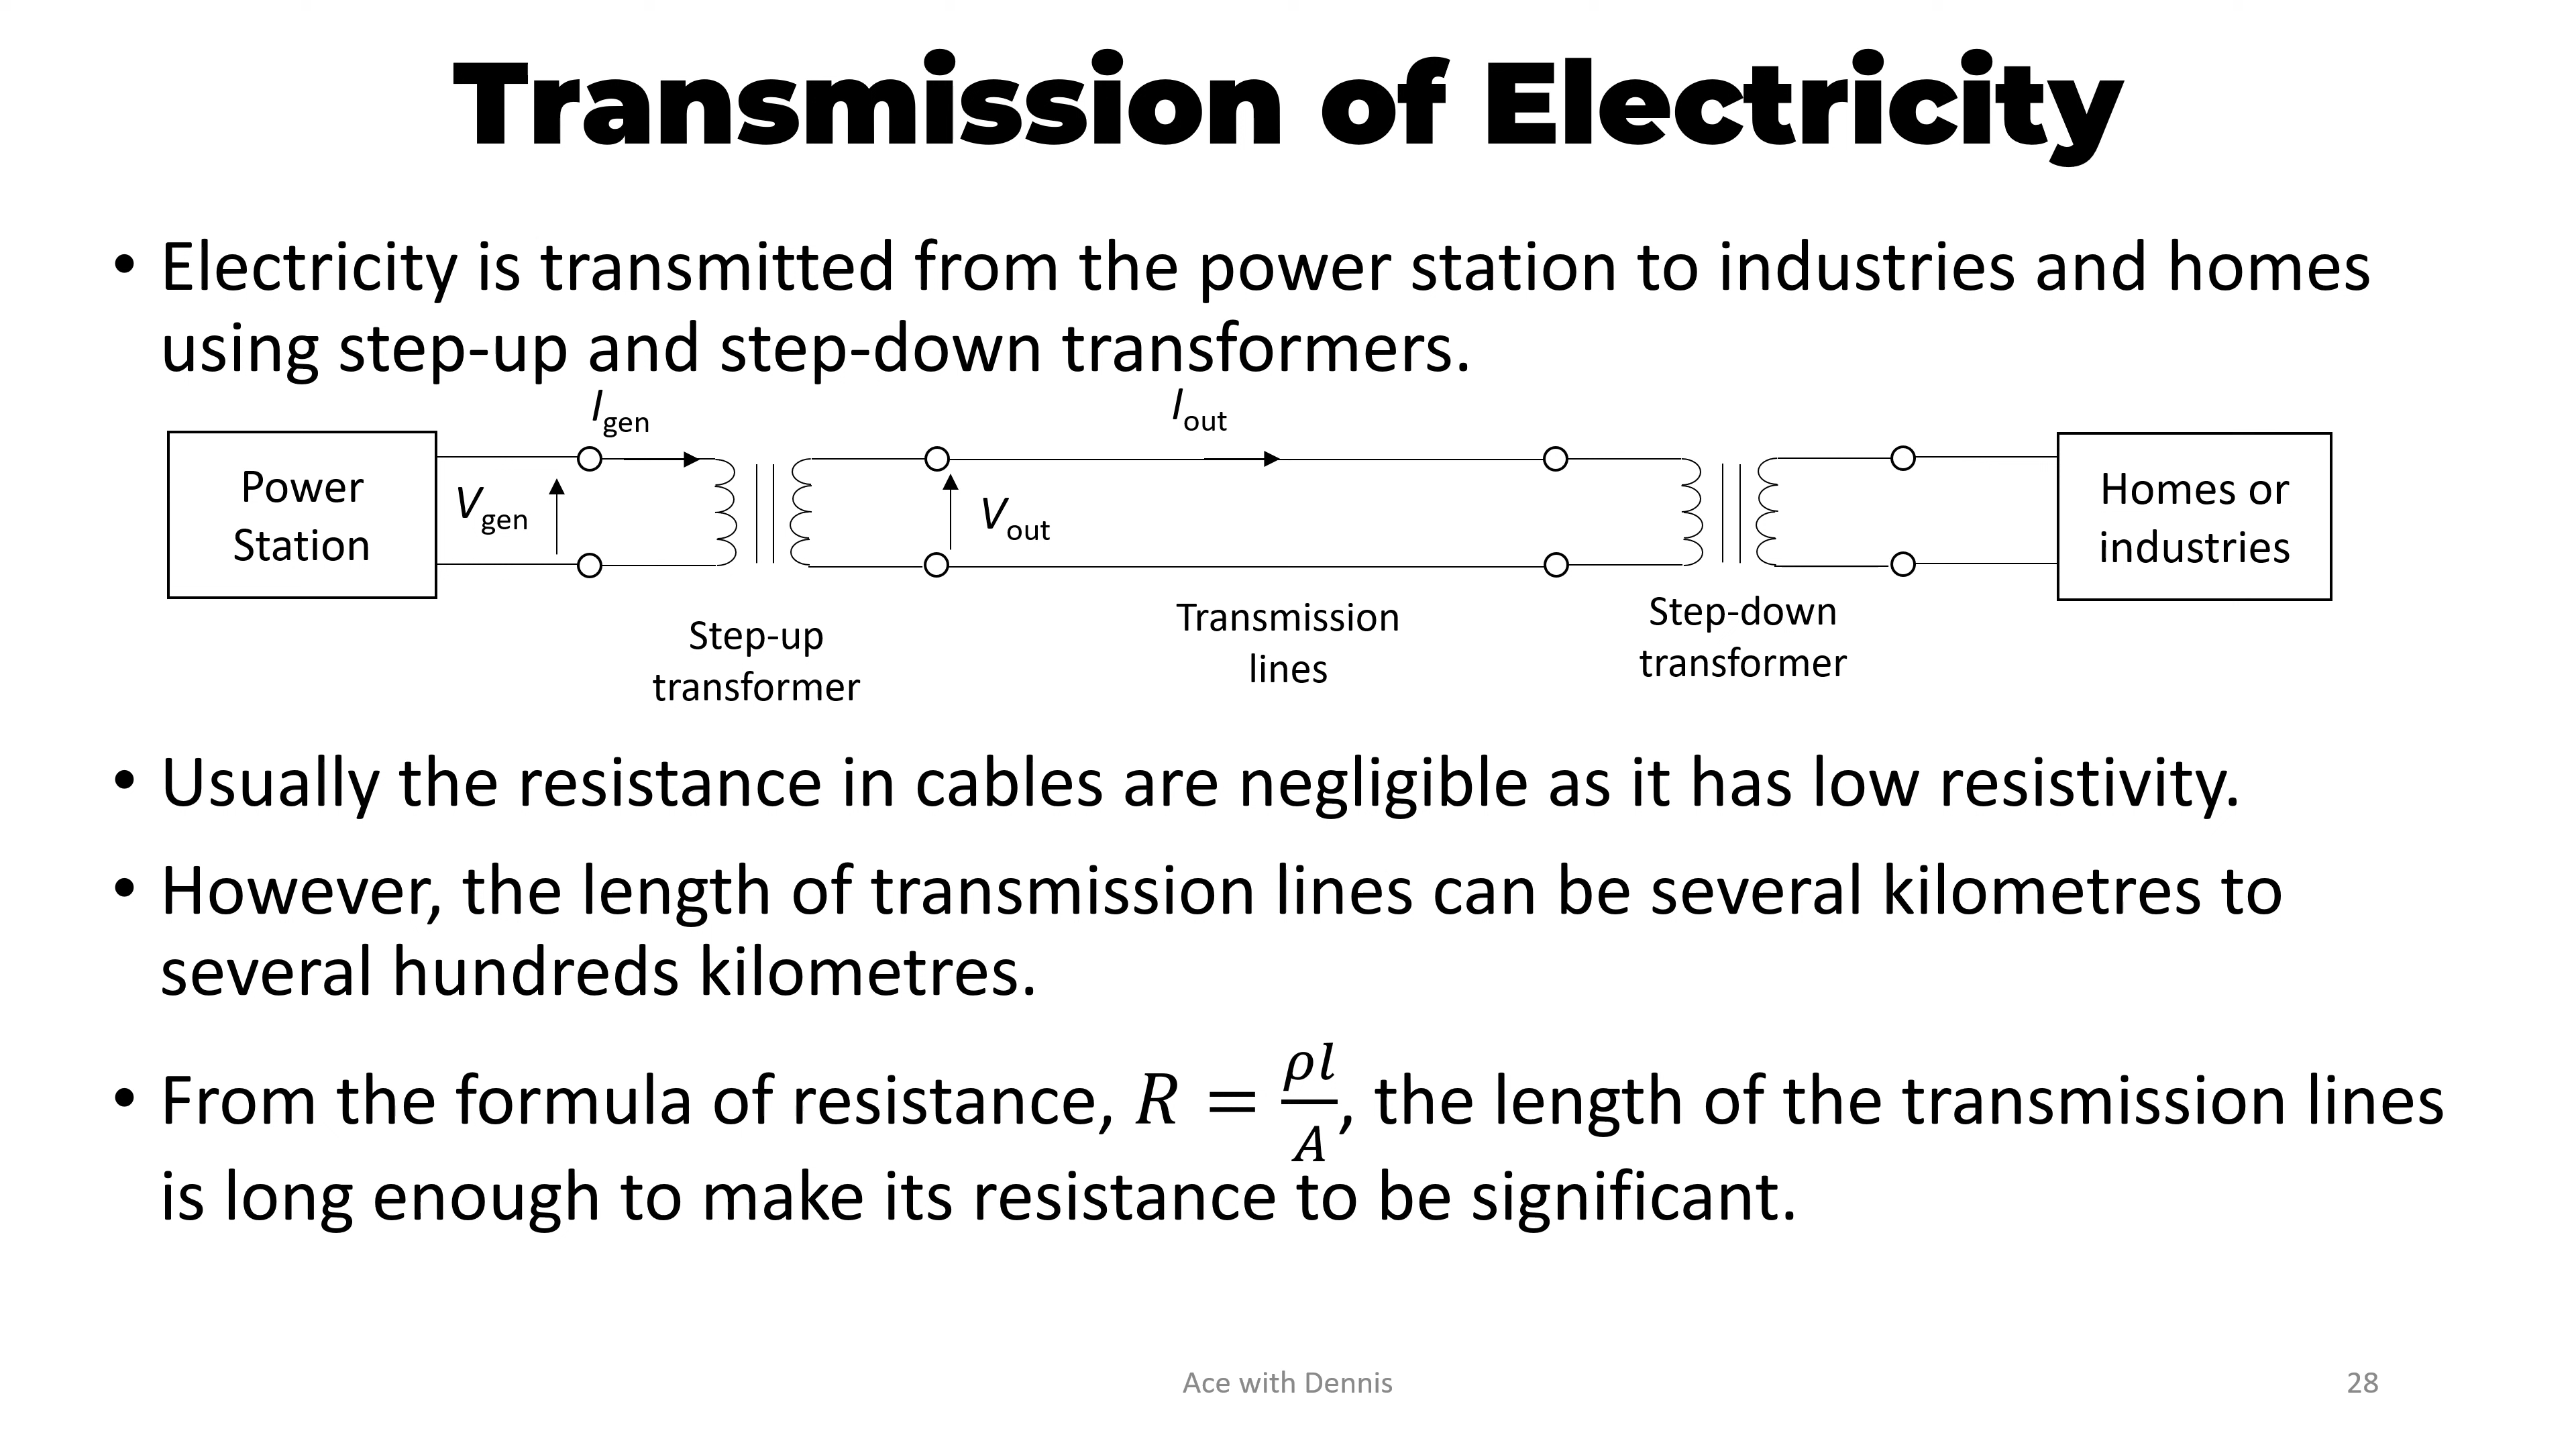 Transmission of Electricity
• Electricity is transmitted from the power station to industries and homes
using step-up and step-down transformers.
I gen
I out
Power
Station
V gen
V out
Homes or
industries
Step-up
transformer
Transmission
lines
Step-down
transformer
• Usually the resistance in cables are negligible as it has low resistivity.
• However, the length of transmission lines can be several kilometres to
several hundreds kilometres.
• From the formula of resistance, R = ρl/A, the length of the transmission lines
is long enough to make its resistance to be significant.
Ace with Dennis
28